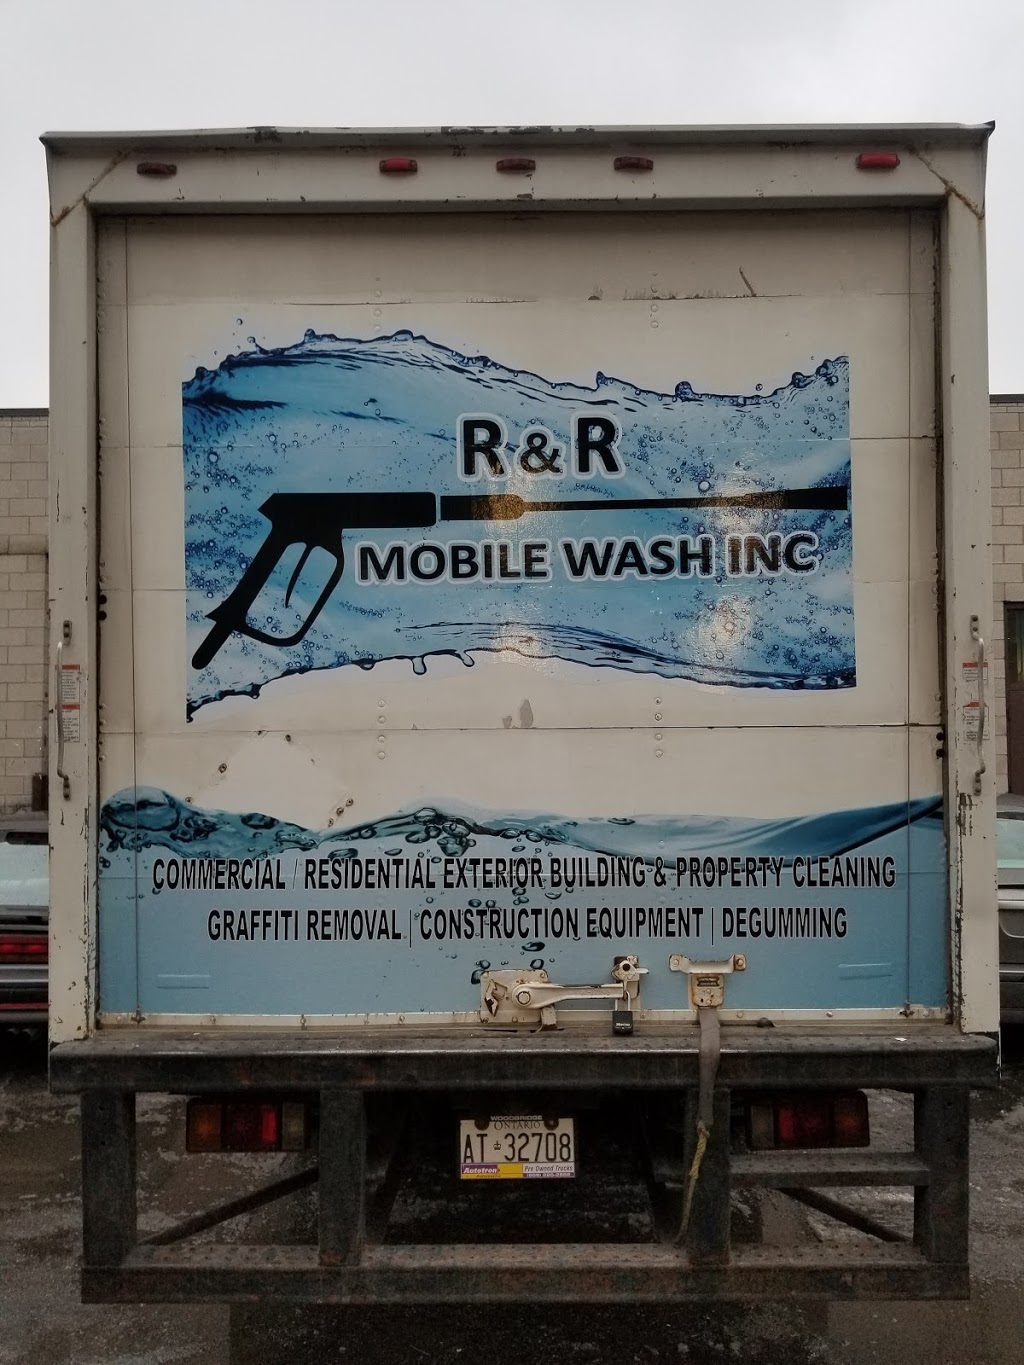 R & R
MOBILE WASH INC
COMMERCIAL / RESIDENTIAL EXTERIOR BUILDING & PROPERTY CLEANING
GRAFFITI REMOVAL | CONSTRUCTION EQUIPMENT | DEGUMMING
WOODBRIDGE
ONTARIO
AT 32708
Autotron Pre Owned Trucks